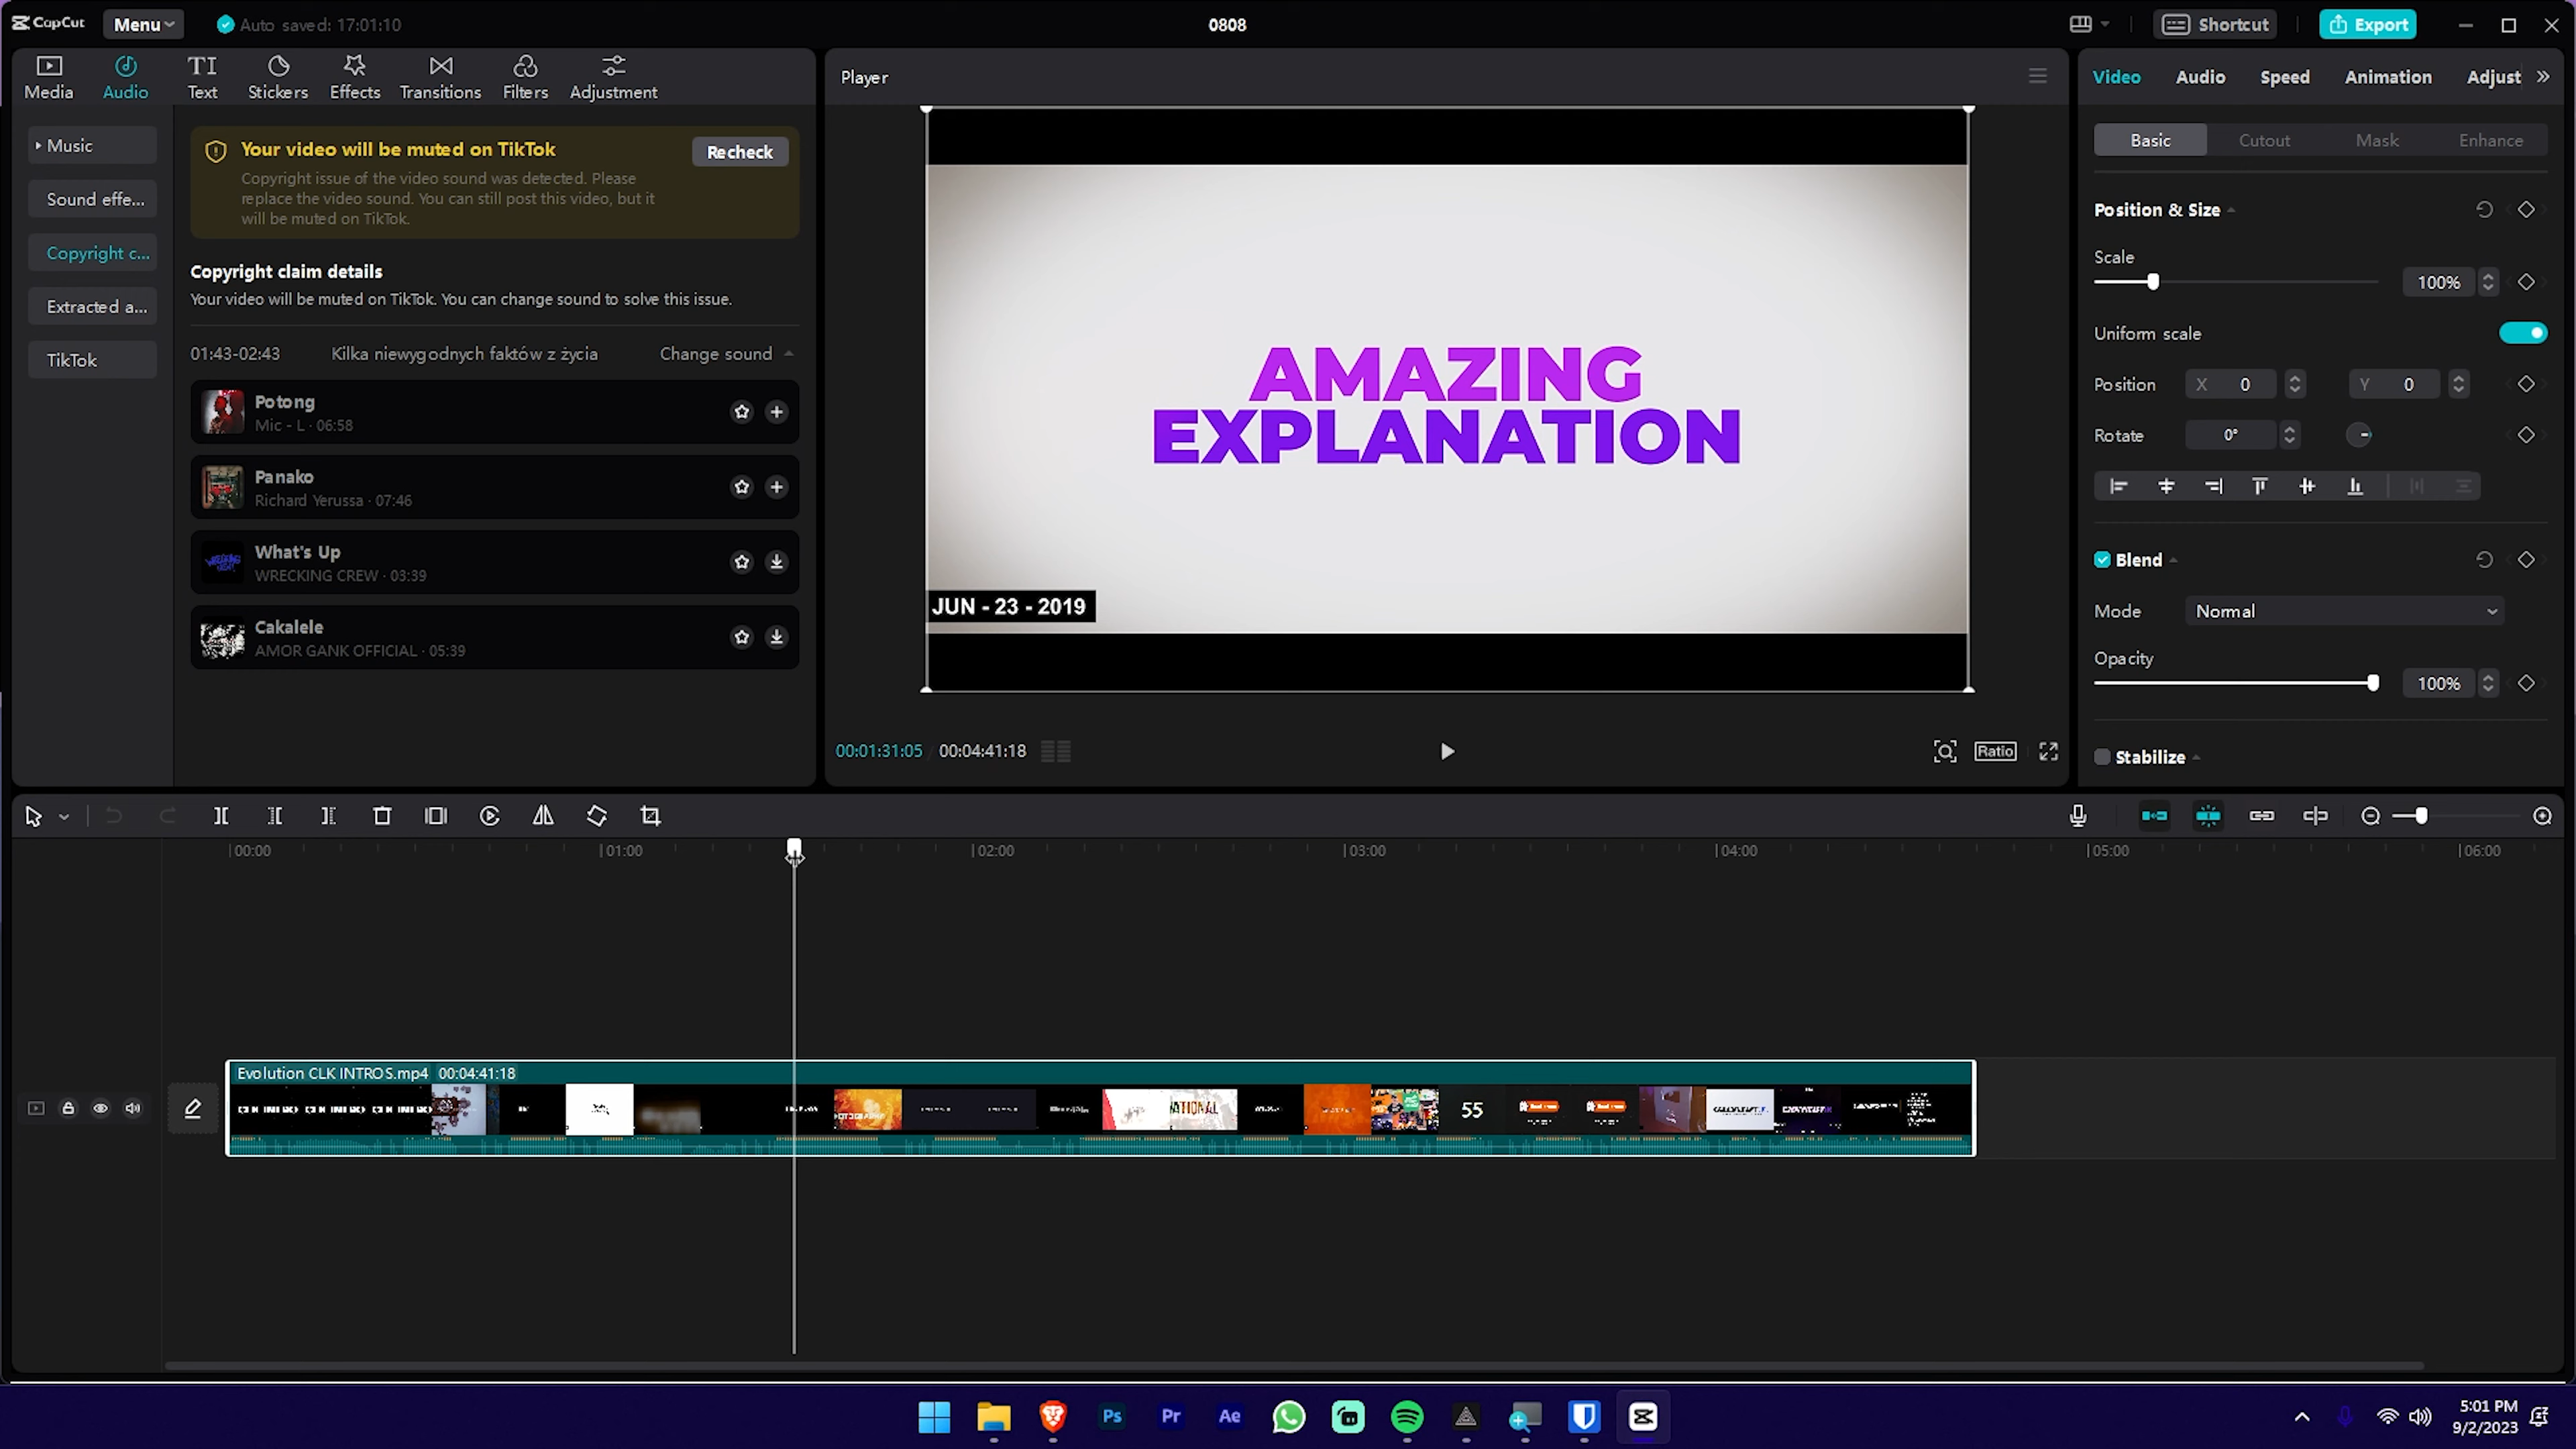 CapCut
Menu
Auto saved: 17:01:10
0808
Shortcut
Export
Media
Audio
Text
Stickers
Effects
Transitions
Filters
Adjustment
Music
Sound effe...
Copyright c...
Extracted a...
TikTok
Your video will be muted on TikTok
Recheck
Copyright issue of the video sound was detected. Please
replace the video sound. You can still post this video, but it
will be muted on TikTok.
Copyright claim details
Your video will be muted on TikTok. You can change sound to solve this issue.
01:43-02:43 Kilka niewygodnych faktów z życia Change sound
Potong
Mic - L · 06:58
Panako
Richard Yerussa · 07:46
What's Up
WRECKING CREW · 03:39
Cakalele
AMOR GANK OFFICIAL · 05:39
Player
AMAZING
EXPLANATION
JUN - 23 - 2019
00:01:31:05 00:04:41:18
Ratio
Video
Audio
Speed
Animation
Adjust
Basic
Cutout
Mask
Enhance
Position & Size
Scale
100%
Uniform scale
Position X 0 Y 0
Rotate 0°
Blend
Mode Normal
Opacity
100%
Stabilize
00:00 01:00 02:00 03:00 04:00 05:00 06:00
Evolution CLK INTROS.mp4 00:04:41:18
55
Ps Pr Ae
5:01 PM
9/2/2023